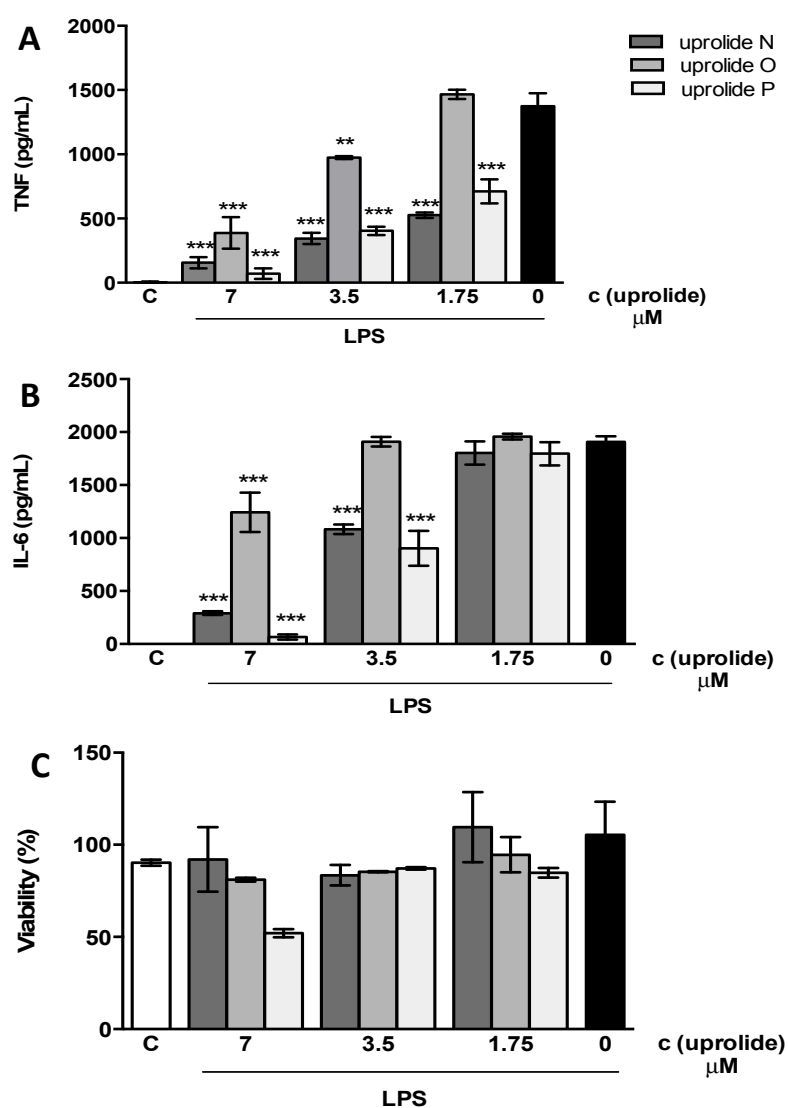 A
2000
1500
1000
500
0
TNF (pg/mL)
uprolide N
uprolide O
uprolide P
***
***
***
***
**
***
***
***
C
7
3.5
1.75
0
c (uprolide)
µM
LPS
B
2500
2000
1500
1000
500
0
IL-6 (pg/mL)
***
***
***
***
***
C
7
3.5
1.75
0
c (uprolide)
µM
LPS
C
150
100
50
0
Viability (%)
C
7
3.5
1.75
0
c (uprolide)
µM
LPS